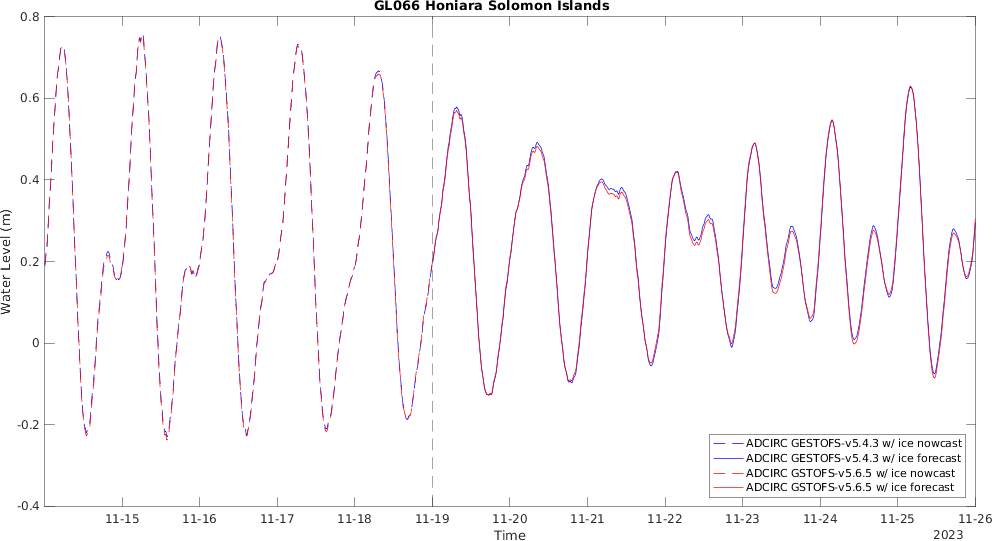 GL066 Honiara Solomon Islands
Water Level (m)
0.8
0.6
0.4
0.2
0
-0.2
-0.4
ADCIRC GESTOFS-v5.4.3 w/ ice nowcast
ADCIRC GESTOFS-v5.4.3 w/ ice forecast
ADCIRC GSTOFS-v5.6.5 w/ ice nowcast
ADCIRC GSTOFS-v5.6.5 w/ ice forecast
11-15 11-16 11-17 11-18 11-19 11-20 11-21 11-22 11-23 11-24 11-25 11-26
Time
2023